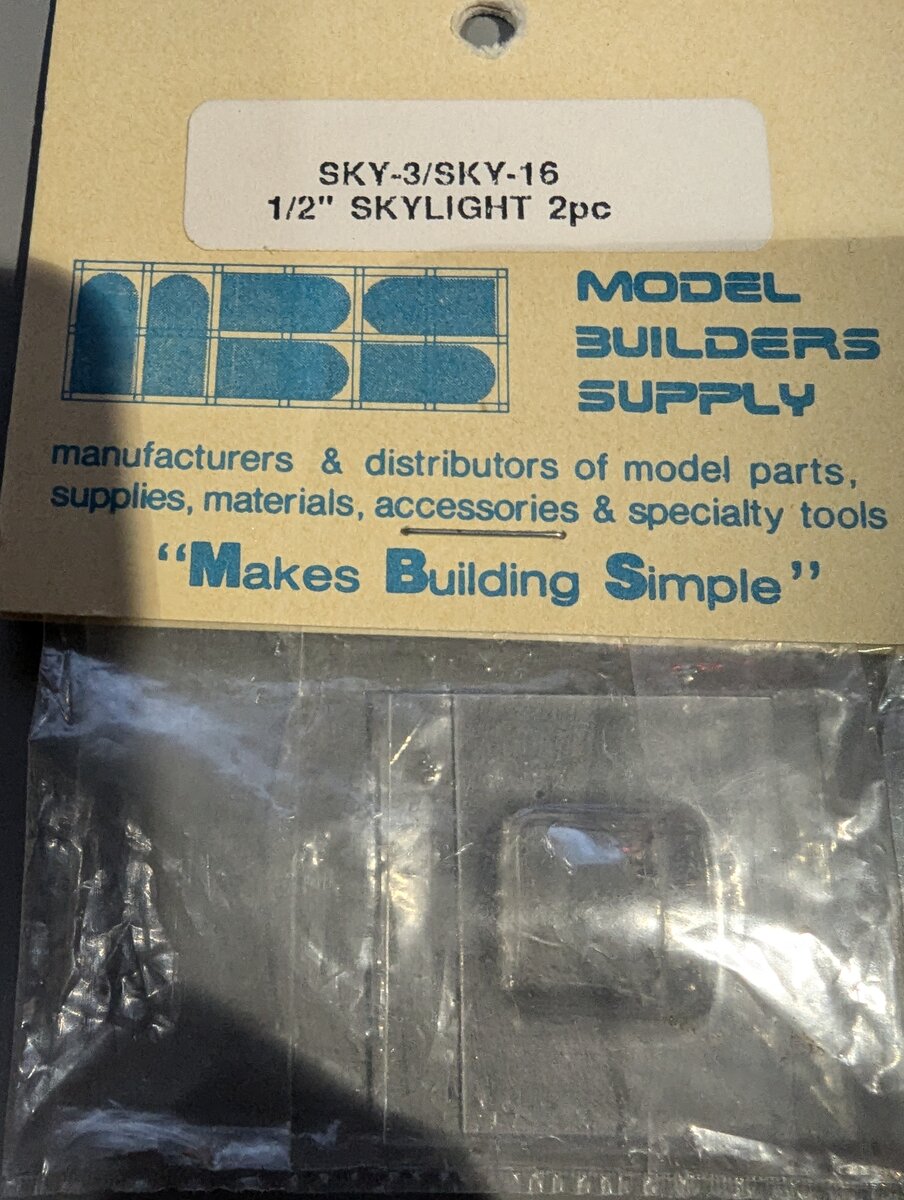 SKY-3/SKY-16
1/2" SKYLIGHT 2pc
MBS
MODEL
BUILDERS
SUPPLY
manufacturers & distributors of model parts,
supplies, materials, accessories & specialty tools
“Makes Building Simple”